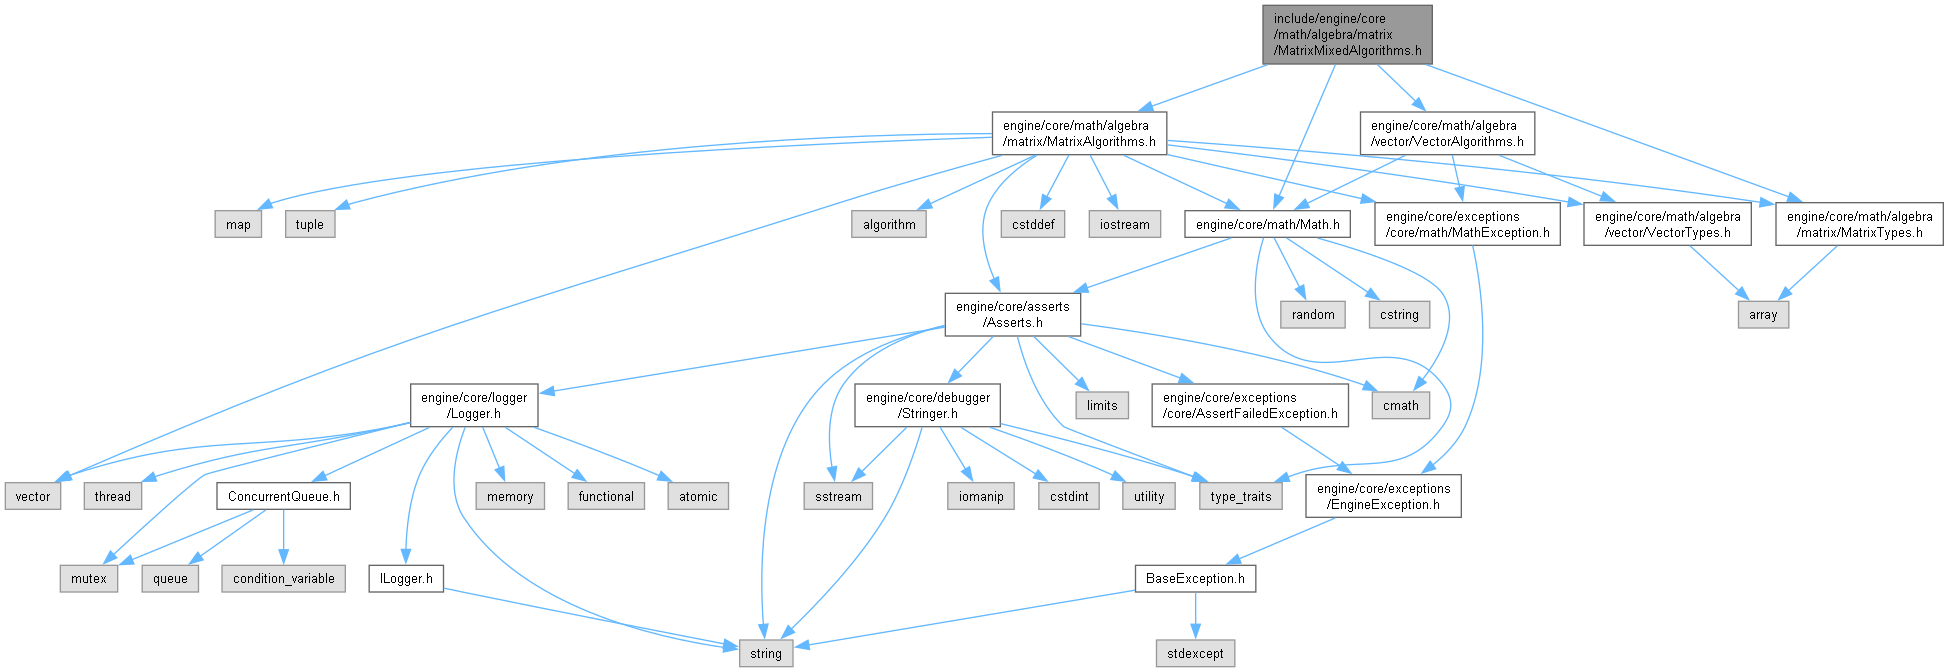 include/engine/core
/math/algebra/matrix
/MatrixMixedAlgorithms.h
engine/core/math/algebra
/matrix/MatrixAlgorithms.h
engine/core/math/algebra
/vector/VectorAlgorithms.h
map
tuple
algorithm
cstddef
iostream
engine/core/math/Math.h
engine/core/exceptions
/core/math/MathException.h
engine/core/math/algebra
/vector/VectorTypes.h
engine/core/math/algebra
/matrix/MatrixTypes.h
engine/core/asserts
/Asserts.h
random
cstring
array
engine/core/logger
/Logger.h
engine/core/debugger
/Stringer.h
limits
engine/core/exceptions
/core/AssertFailedException.h
cmath
vector
thread
ConcurrentQueue.h
memory
functional
atomic
sstream
iomanip
cstdint
utility
type_traits
engine/core/exceptions
/EngineException.h
mutex
queue
condition_variable
ILogger.h
BaseException.h
string
stdexcept